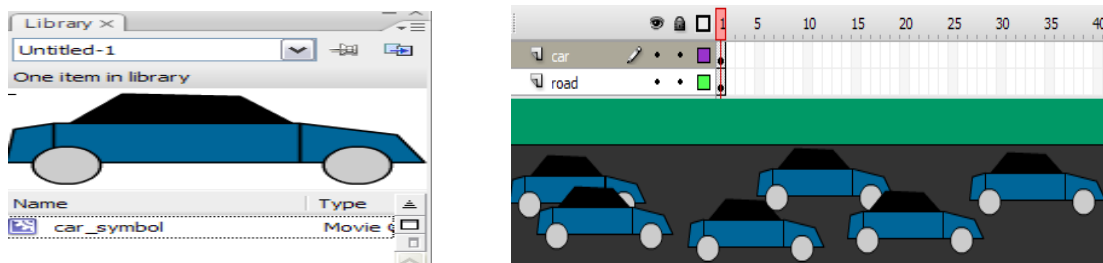 Library ×
Untitled-1
One item in library
Name Type
car_symbol Movie
1 5 10 15 20 25 30 35 40
car
road